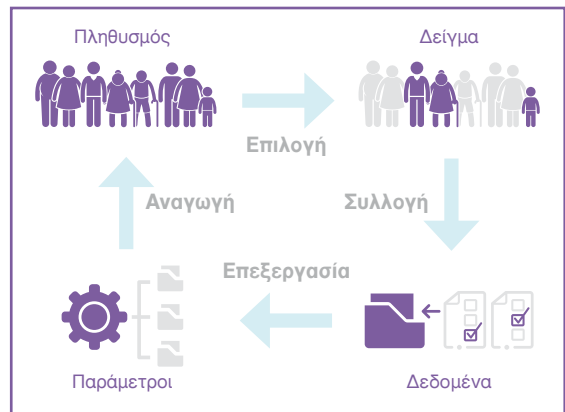 Πληθυσμός
Δείγμα
Επιλογή
Αναγωγή
Συλλογή
Επεξεργασία
Παράμετροι
Δεδομένα